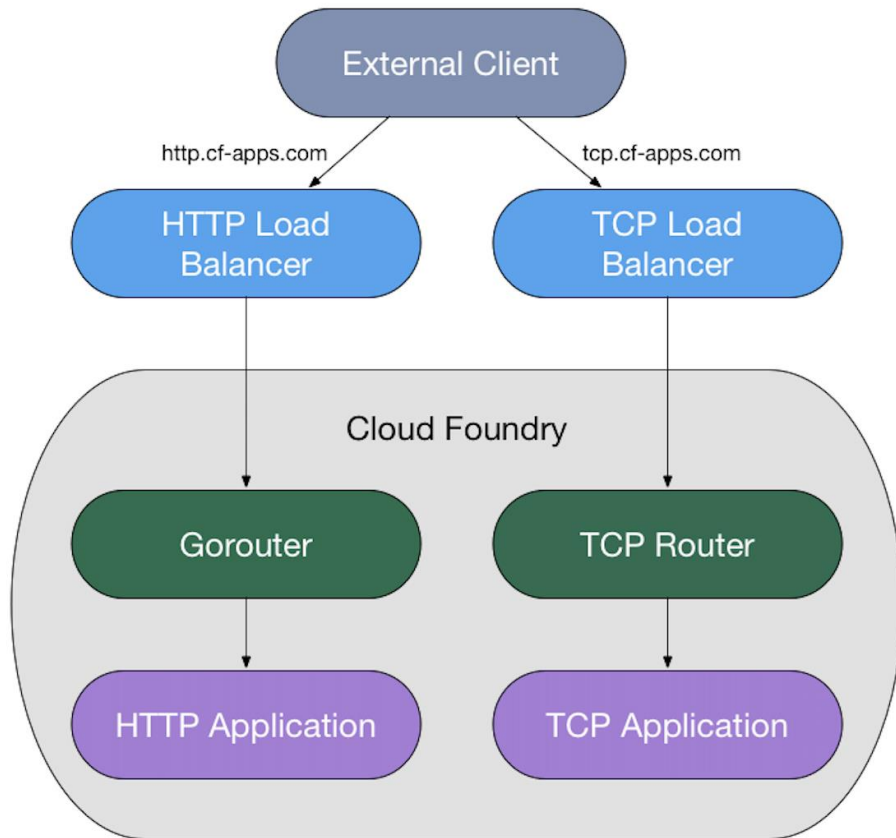 External Client
http.cf-apps.com
tcp.cf-apps.com
HTTP Load
Balancer
TCP Load
Balancer
Cloud Foundry
Gorouter
TCP Router
HTTP Application
TCP Application